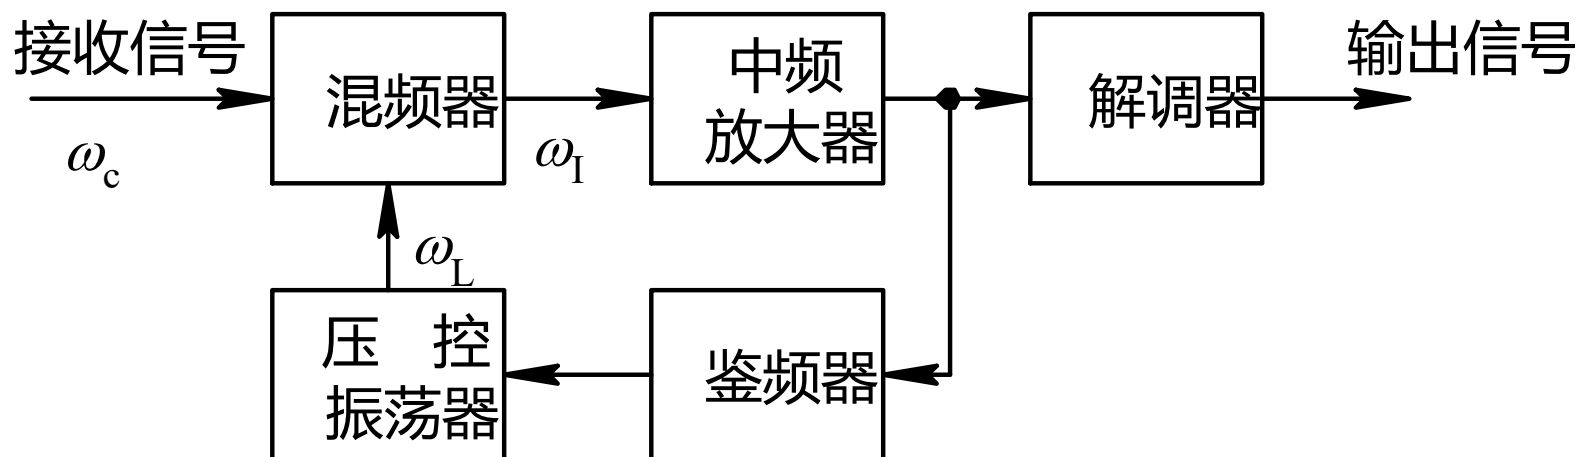 接收信号
ωc
混频器
ωI
中频
放大器
解调器
输出信号
ωL
压 控
振荡器
鉴频器